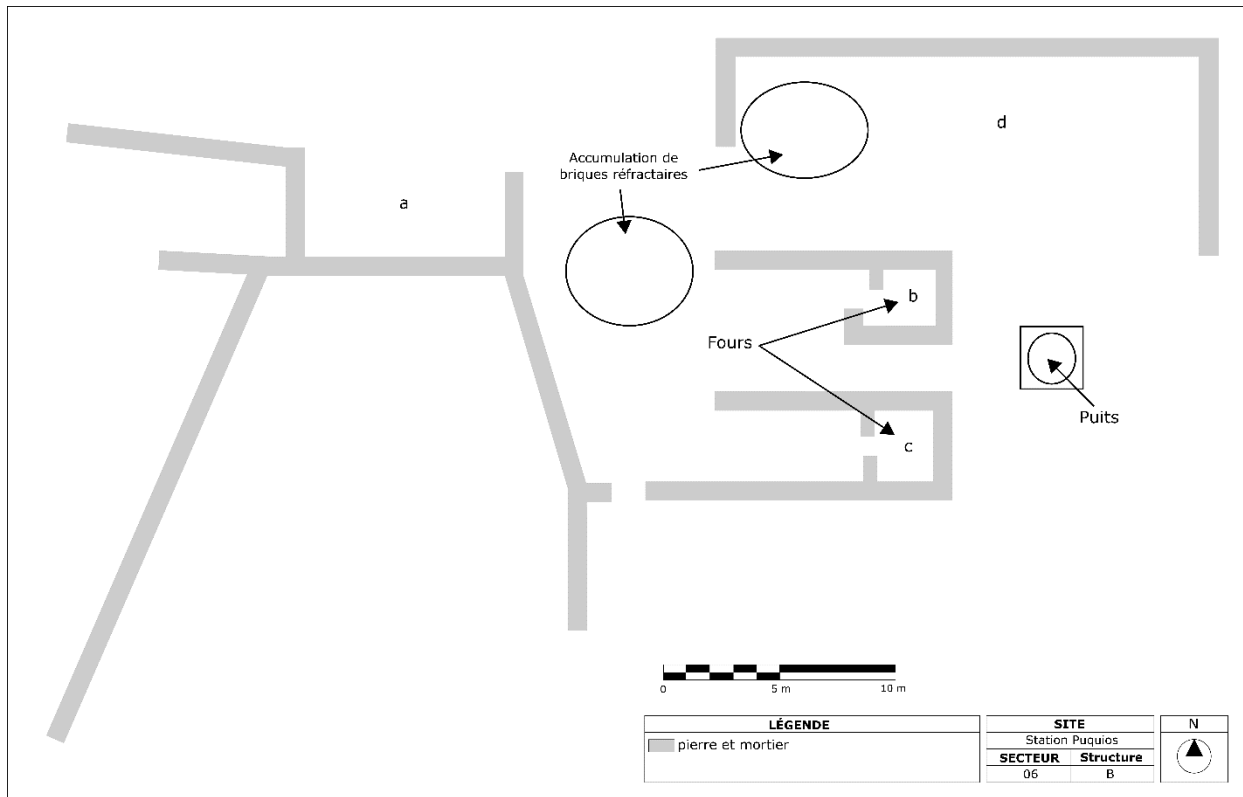 d
Accumulation de
briques réfractaires
a
b
Fours
c
Puits
0 5 m 10 m
LÉGENDE
pierre et mortier
SITE
Station Puquios
SECTEUR Structure
06 B
N